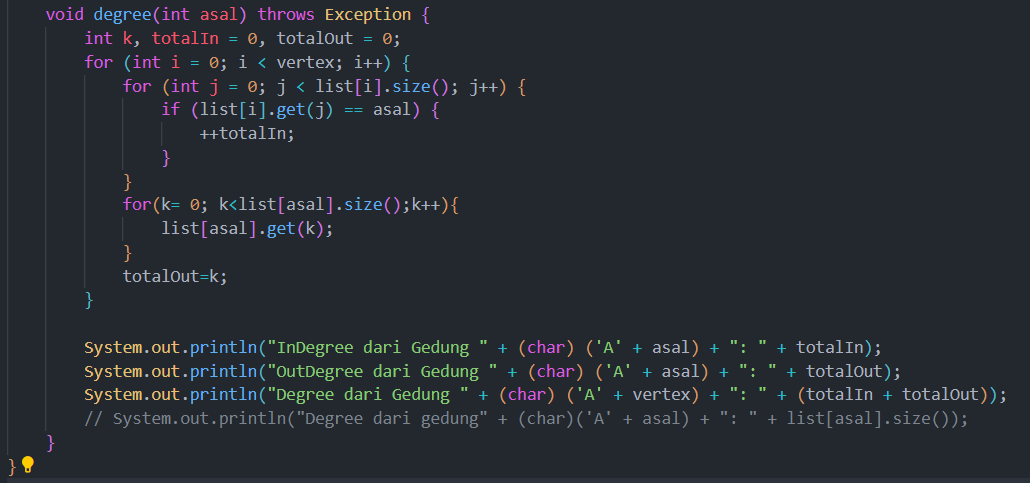 void degree(int asal) throws Exception {
int k, totalIn = 0, totalOut = 0;
for (int i = 0; i < vertex; i++) {
for (int j = 0; j < list[i].size(); j++) {
if (list[i].get(j) == asal) {
++totalIn;
}
}
for(k= 0; k<list[asal].size();k++){
list[asal].get(k);
}
totalOut=k;
}
System.out.println("InDegree dari Gedung " + (char) ('A' + asal) + ": " + totalIn);
System.out.println("OutDegree dari Gedung " + (char) ('A' + asal) + ": " + totalOut);
System.out.println("Degree dari Gedung " + (char) ('A' + vertex) + ": " + (totalIn + totalOut));
// System.out.println("Degree dari gedung" + (char)('A' + asal) + ": " + list[asal].size());
}
}